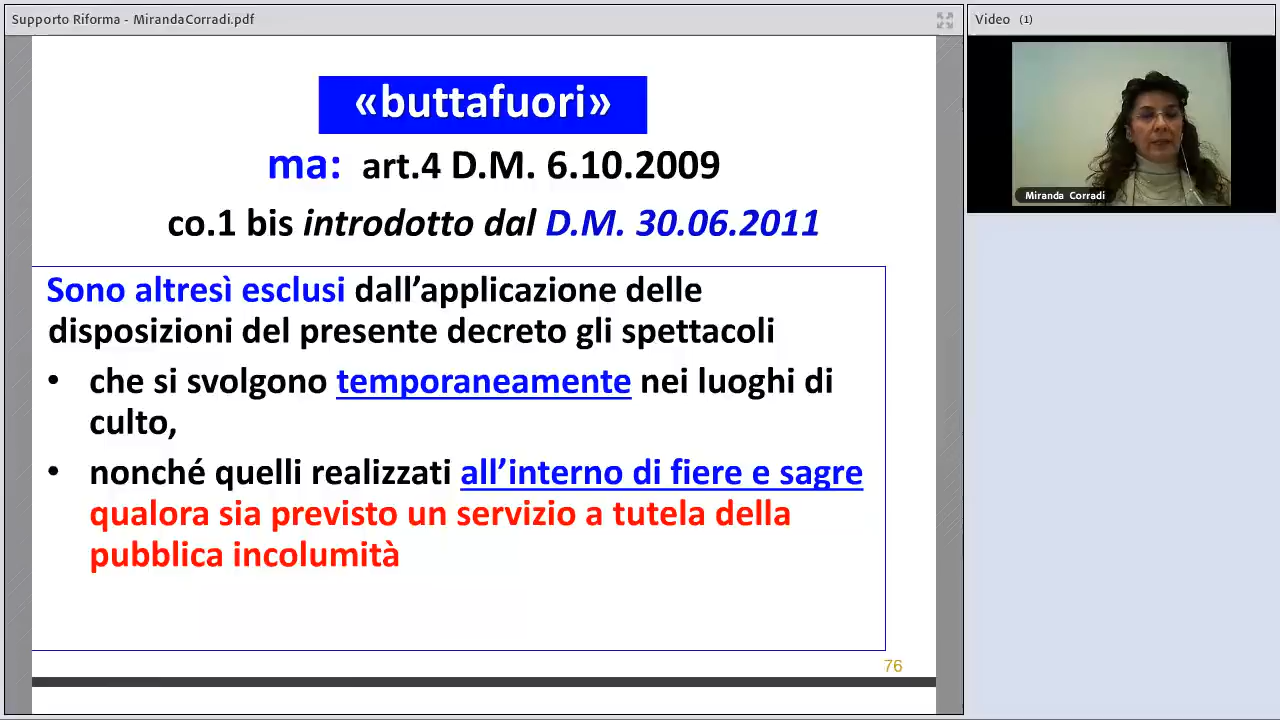 Supporto Riforma - MirandaCorradi.pdf
Video (1)
«buttafuori»
ma: art.4 D.M. 6.10.2009
co.1 bis introdotto dal D.M. 30.06.2011
Sono altresì esclusi dall’applicazione delle
disposizioni del presente decreto gli spettacoli
• che si svolgono temporaneamente nei luoghi di
culto,
• nonché quelli realizzati all’interno di fiere e sagre
qualora sia previsto un servizio a tutela della
pubblica incolumità
76
Miranda Corradi